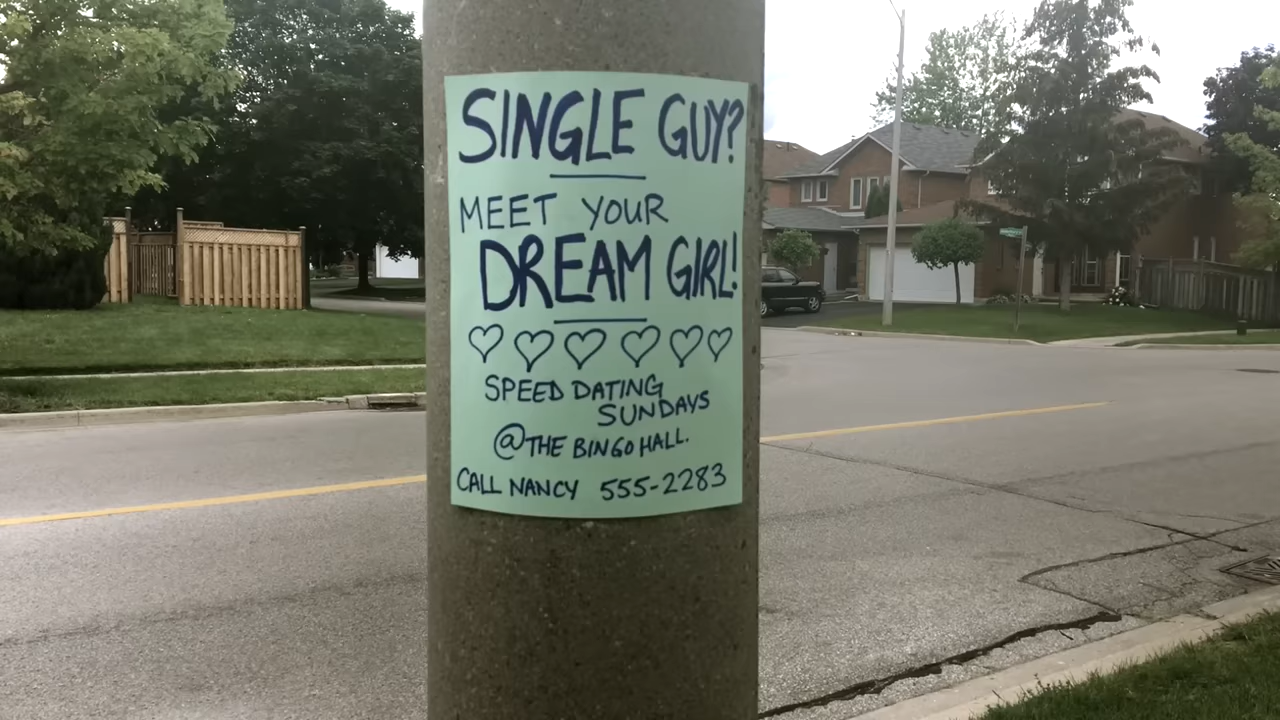 SINGLE GUY?
MEET YOUR
DREAM GIRL!
SPEED DATING
SUNDAYS
@THE BINGO HALL.
CALL NANCY 555-2283